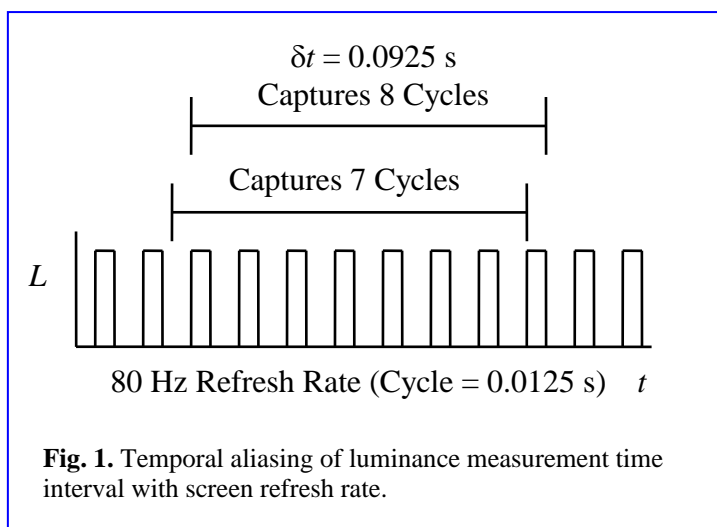 δt = 0.0925 s
Captures 8 Cycles
Captures 7 Cycles
L
80 Hz Refresh Rate (Cycle = 0.0125 s) t
Fig. 1. Temporal aliasing of luminance measurement time
interval with screen refresh rate.